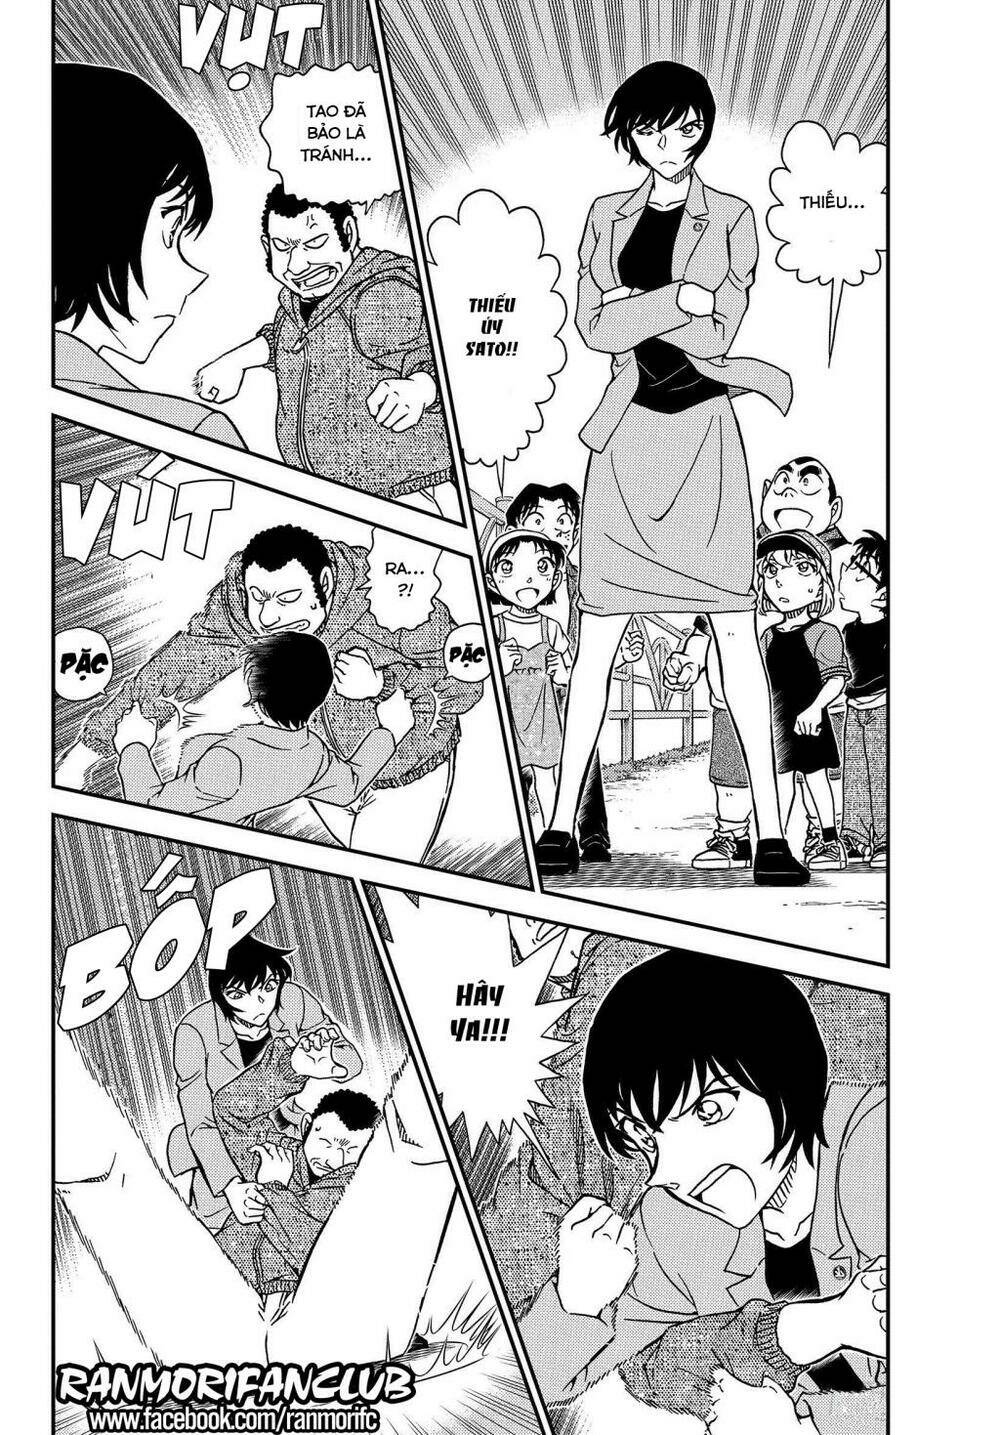 THIẾU...
THIẾU
ÚY
SATO!!
VỤT
TAO ĐÃ
BẢO LÀ
TRÁNH...
VÚT
RA...
?!
PẶC
PẶC
HÂY
YA!!!
BỐP
RANMORIFANCLUB
www.facebook.com/ranmorifc